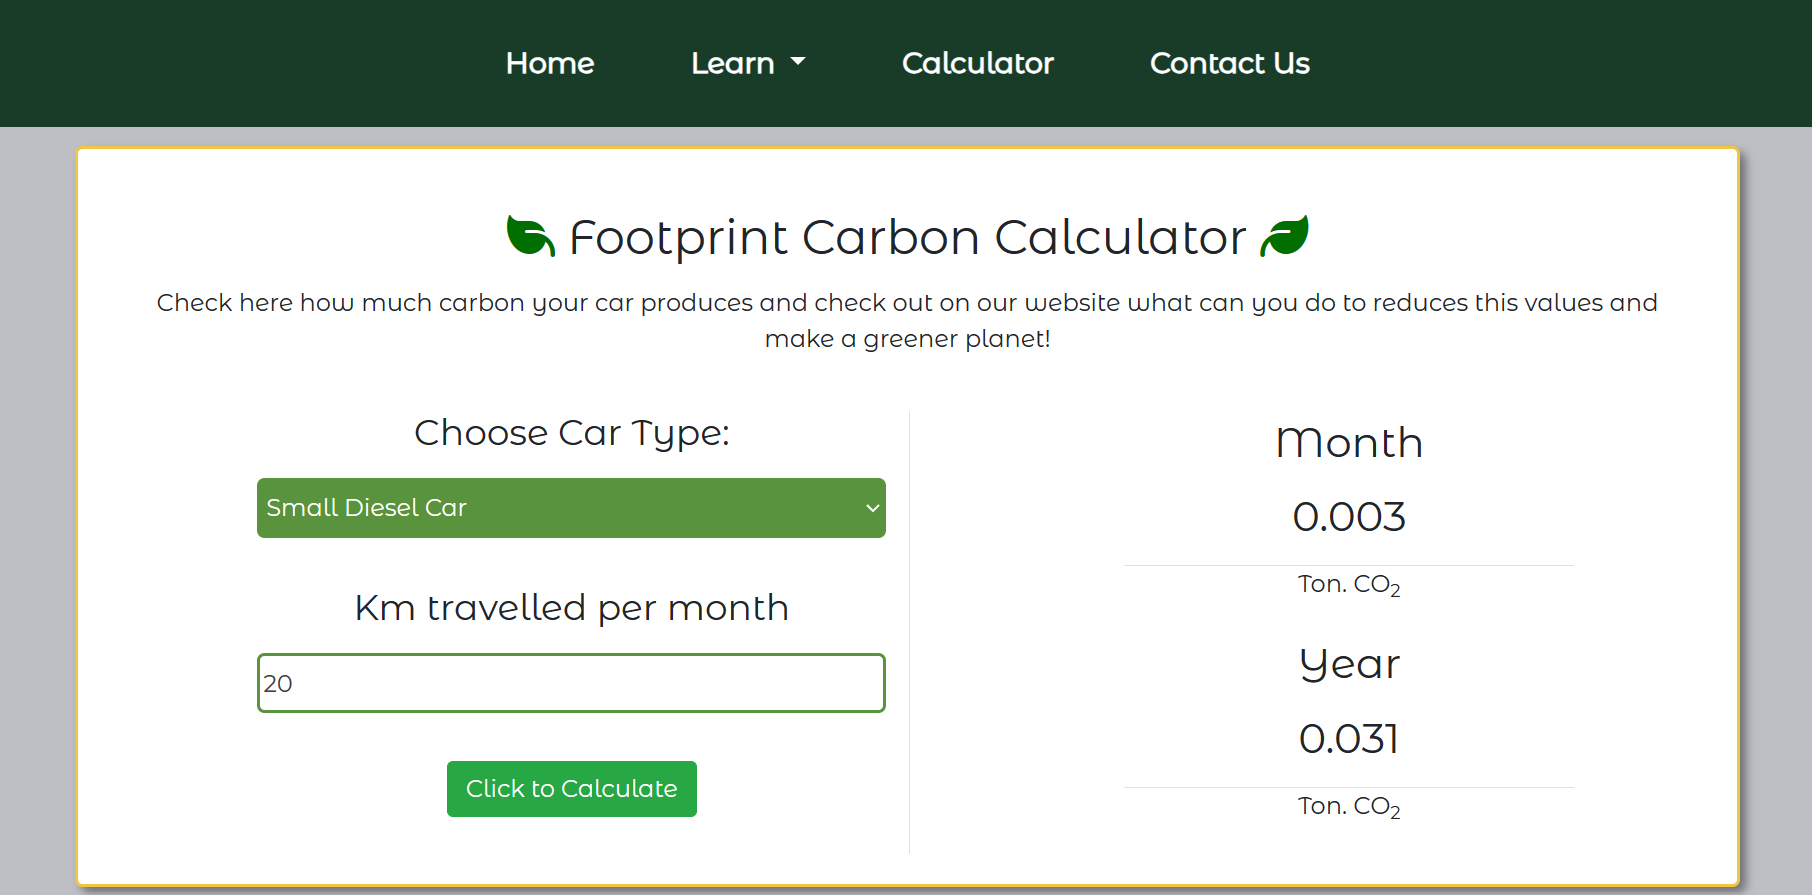 Home
Learn
Calculator
Contact Us
Footprint Carbon Calculator
Check here how much carbon your car produces and check out on our website what can you do to reduces this values and
make a greener planet!
Choose Car Type:
Small Diesel Car
Km travelled per month
20
Click to Calculate
Month
0.003
Ton. CO₂
Year
0.031
Ton. CO₂